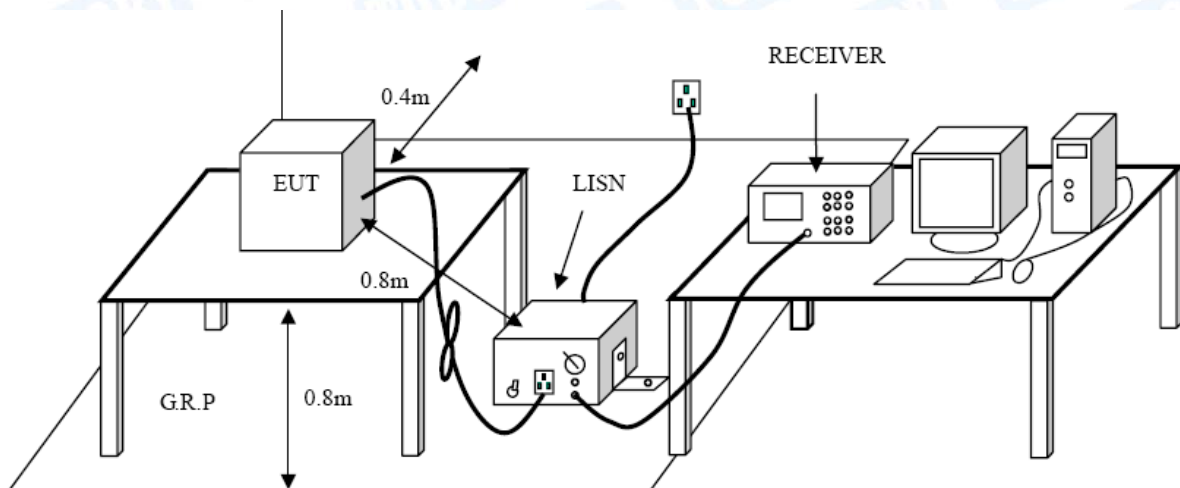 RECEIVER
0.4m
EUT
LISN
0.8m
G.R.P
0.8m